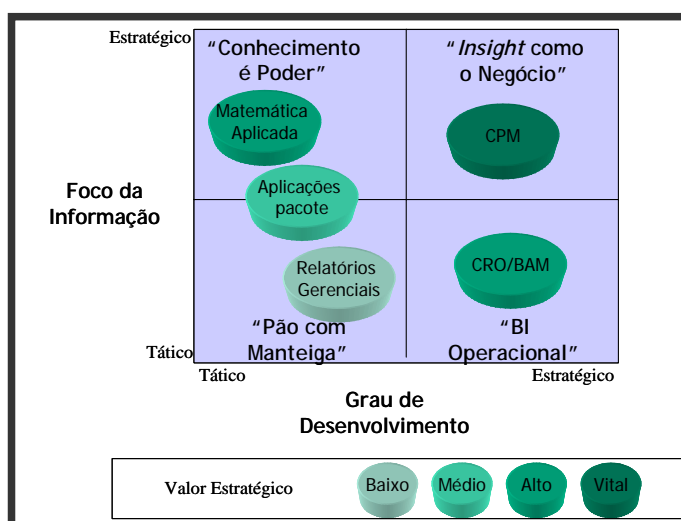 Estratégico
“Conhecimento
é Poder”
“Insight como
o Negócio”
Matemática
Aplicada
CPM
Foco da
Informação
Aplicações
pacote
Relatórios
Gerenciais
CRO/BAM
“Pão com
Manteiga”
“BI
Operacional”
Tático
Tático
Estratégico
Grau de
Desenvolvimento
Valor Estratégico
Baixo
Médio
Alto
Vital